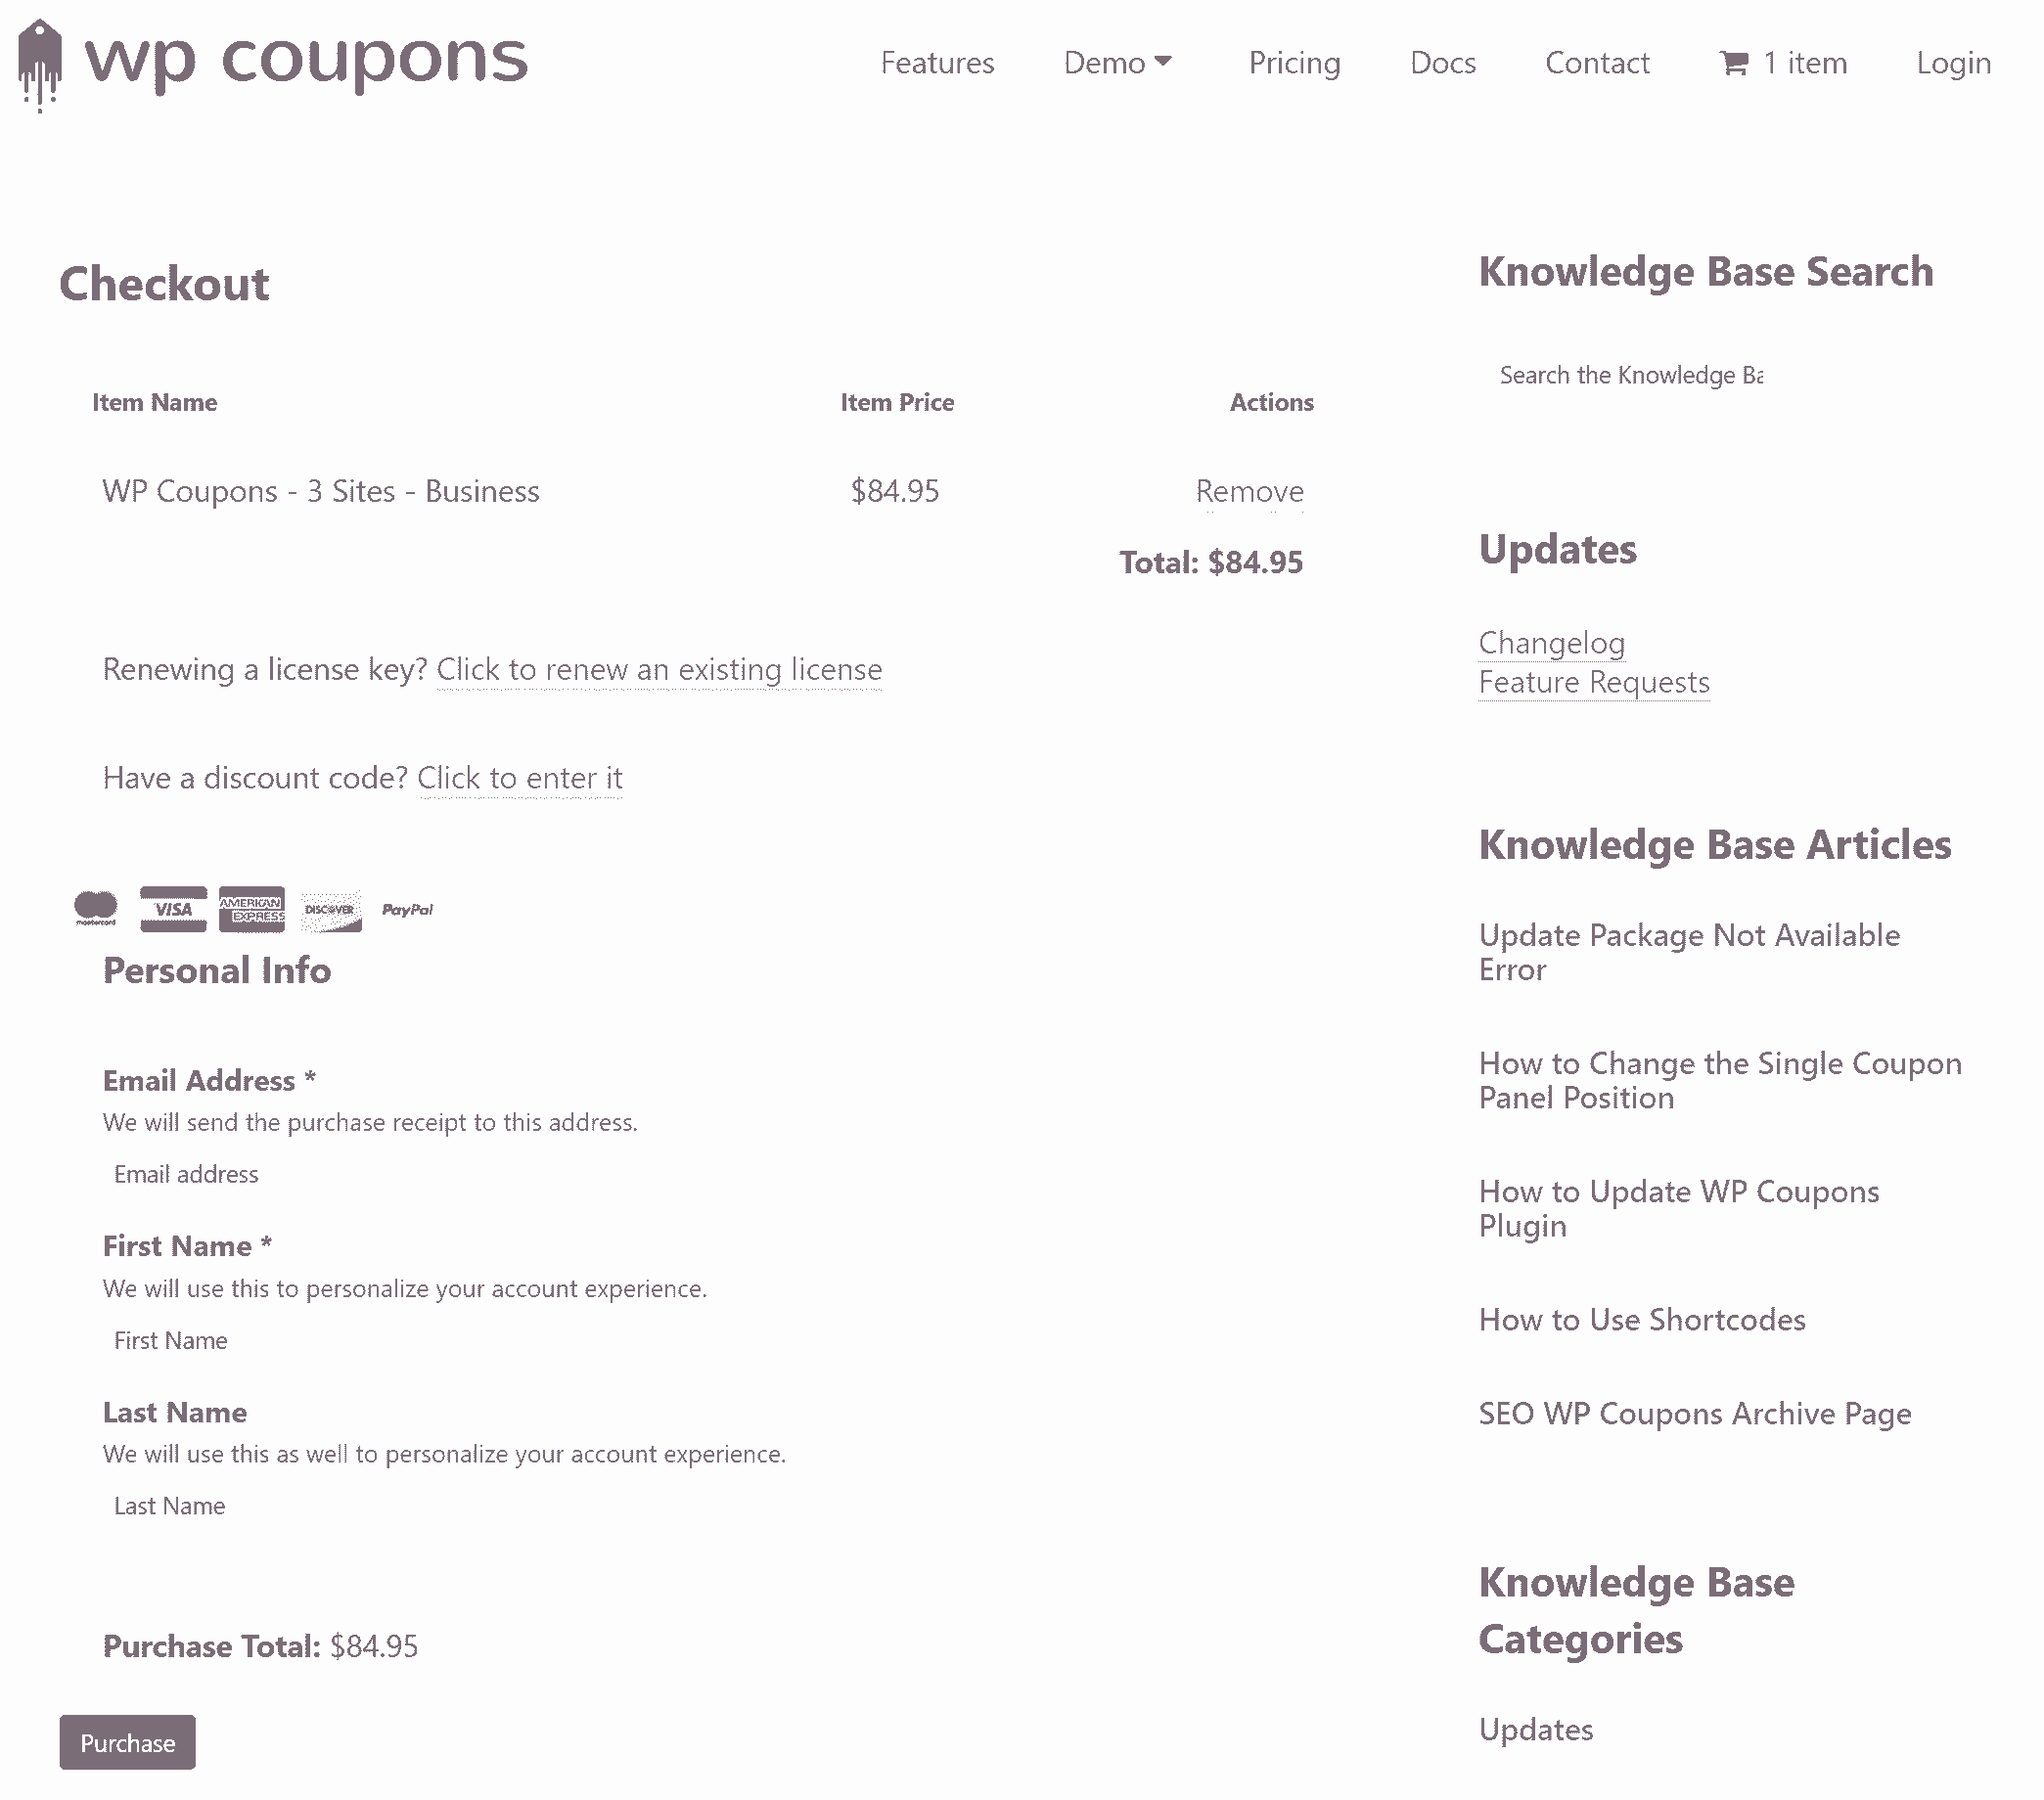 wp coupons
Features Demo Pricing Docs Contact 1 item Login
Checkout
Item Name Item Price Actions
WP Coupons - 3 Sites - Business $84.95 Remove
Total: $84.95
Renewing a license key? Click to renew an existing license
Have a discount code? Click to enter it
mastercard VISA AMERICAN EXPRESS DISCOVER PayPal
Personal Info
Email Address *
We will send the purchase receipt to this address.
Email address
First Name *
We will use this to personalize your account experience.
First Name
Last Name
We will use this as well to personalize your account experience.
Last Name
Purchase Total: $84.95
Purchase
Knowledge Base Search
Search the Knowledge Ba
Updates
Changelog
Feature Requests
Knowledge Base Articles
Update Package Not Available
Error
How to Change the Single Coupon
Panel Position
How to Update WP Coupons
Plugin
How to Use Shortcodes
SEO WP Coupons Archive Page
Knowledge Base
Categories
Updates